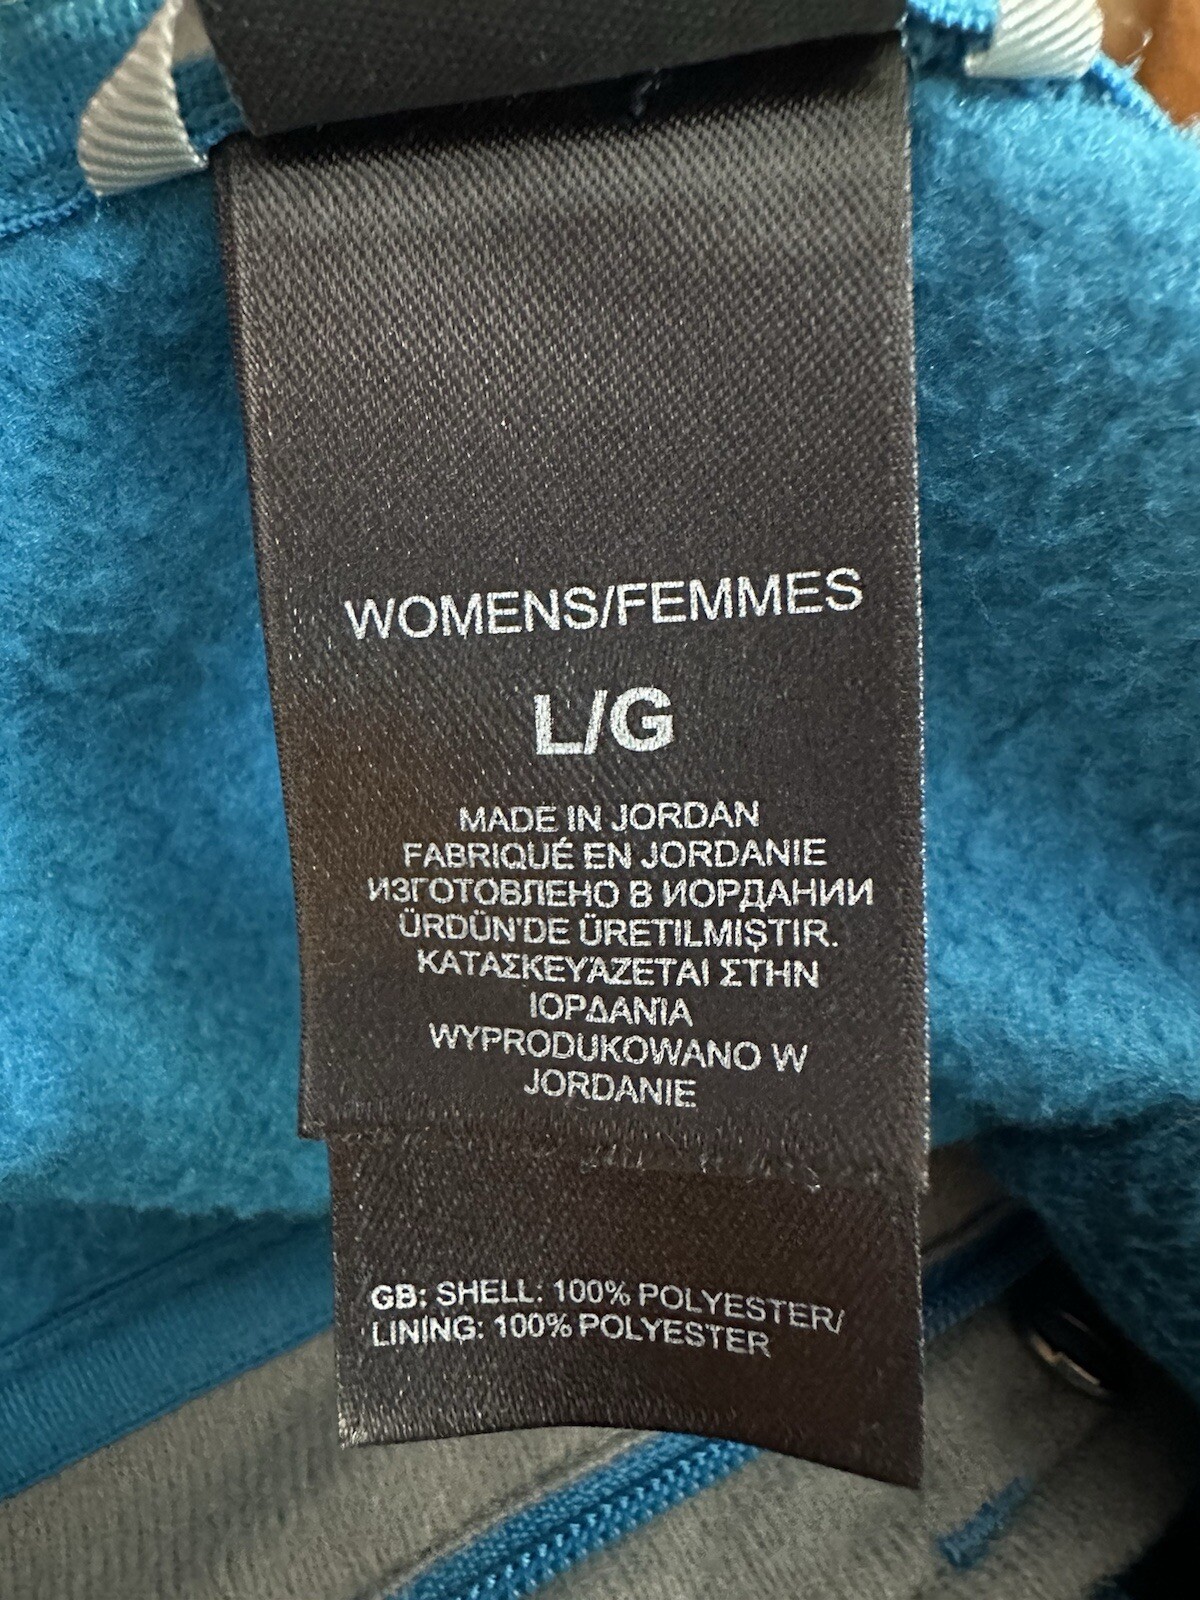 WOMENS/FEMMES
L/G
MADE IN JORDAN
FABRIQUÉ EN JORDANIE
ИЗГОТОВЛЕНО В ИОРДАНИИ
ÜRDÜN'DE ÜRETILMIŞTIR.
ΚΑΤΑΣΚΕΥΆΖΕΤΑΙ ΣΤΗΝ
ΙΟΡΔΑΝΊΑ
WYPRODUKOWANO W
JORDANIE
GB: SHELL: 100% POLYESTER/
LINING: 100% POLYESTER